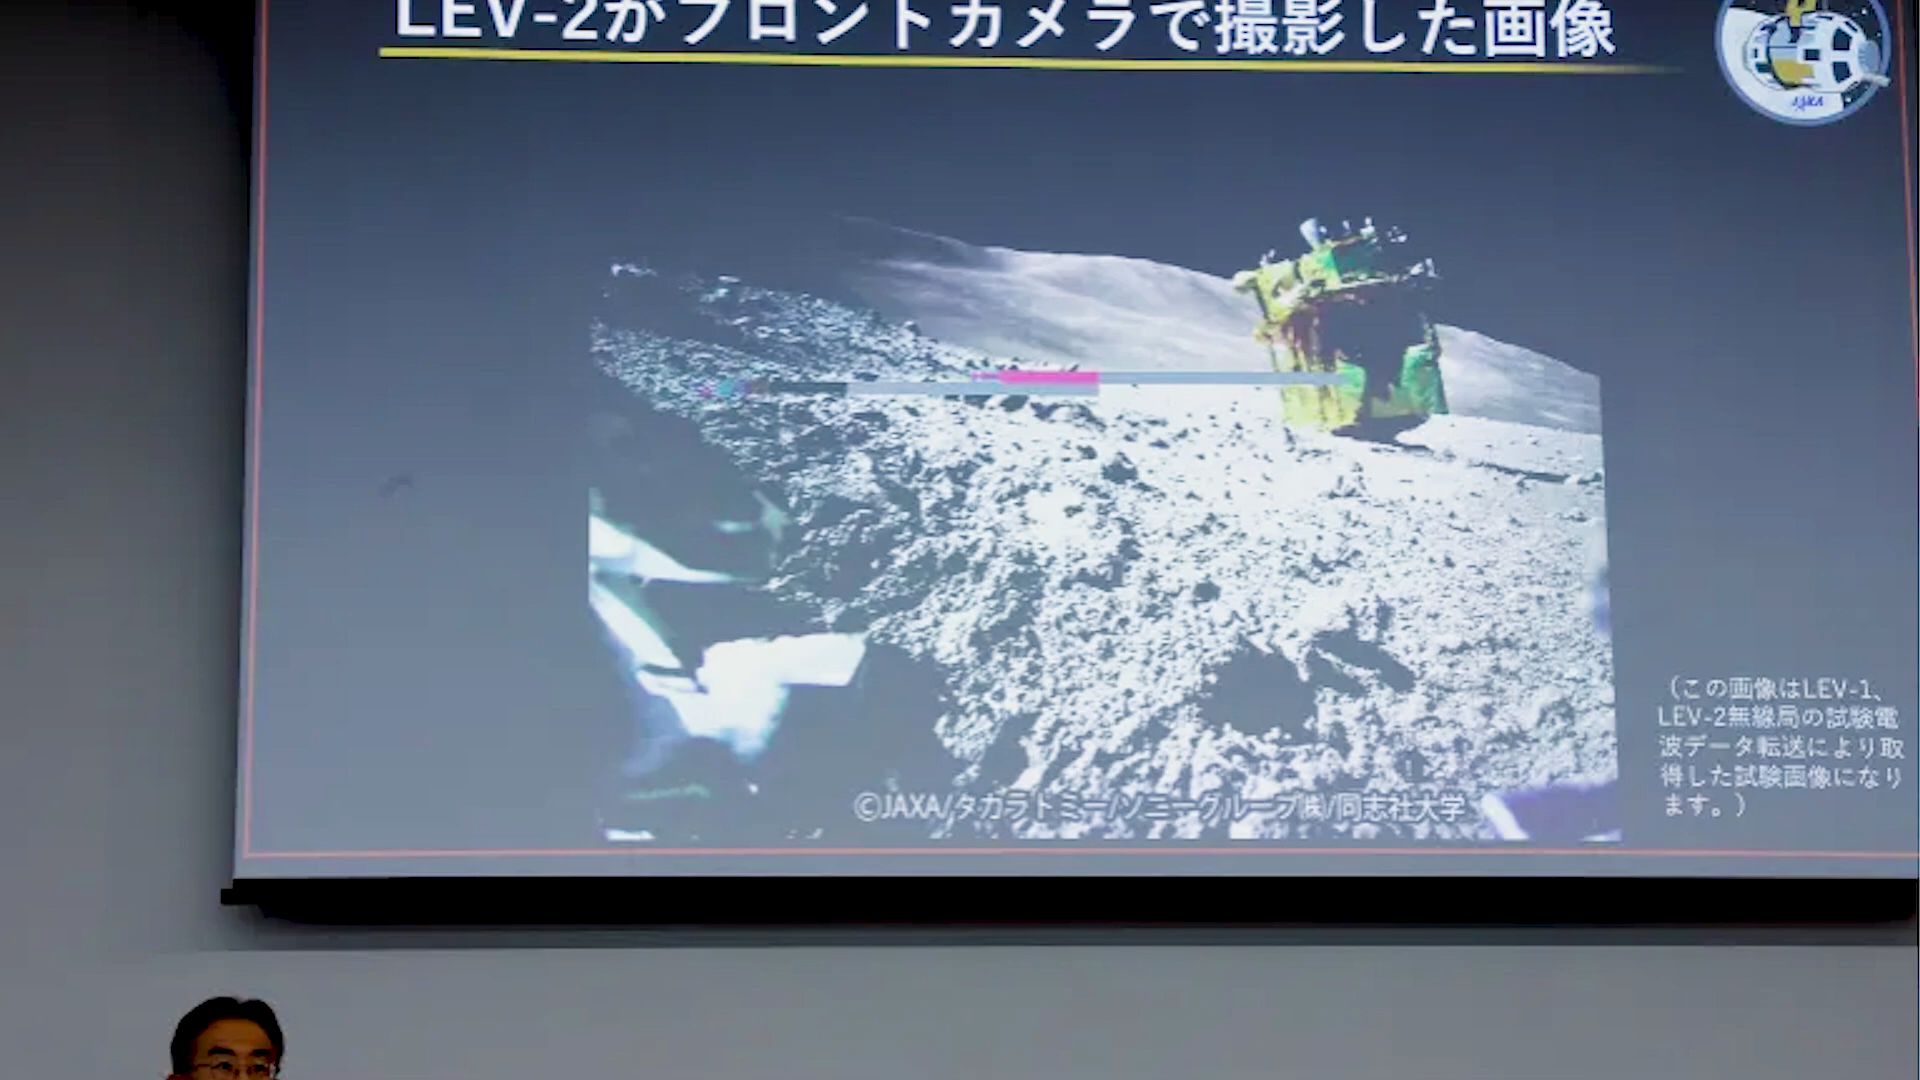 LEV-2がフロントカメラで撮影した画像
(この画像はLEV-1、
LEV-2無線局の試験電
波データ転送により取
得した試験画像になり
ます。)
©JAXA/タカラトミー/ソニーグループ㈱/同志社大学